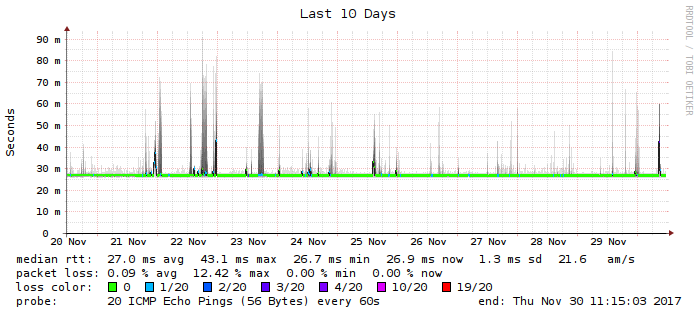 Last 10 Days
RRDTOOL / TOBI OETIKER
Seconds
90 m
80 m
70 m
60 m
50 m
40 m
30 m
20 m
10 m
0 m
20 Nov 21 Nov 22 Nov 23 Nov 24 Nov 25 Nov 26 Nov 27 Nov 28 Nov 29 Nov
median rtt: 27.0 ms avg 43.1 ms max 26.7 ms min 26.9 ms now 1.3 ms sd 21.6 am/s
packet loss: 0.09 % avg 12.42 % max 0.00 % min 0.00 % now
loss color: 0 1/20 2/20 3/20 4/20 10/20 19/20
probe: 20 ICMP Echo Pings (56 Bytes) every 60s end: Thu Nov 30 11:15:03 2017